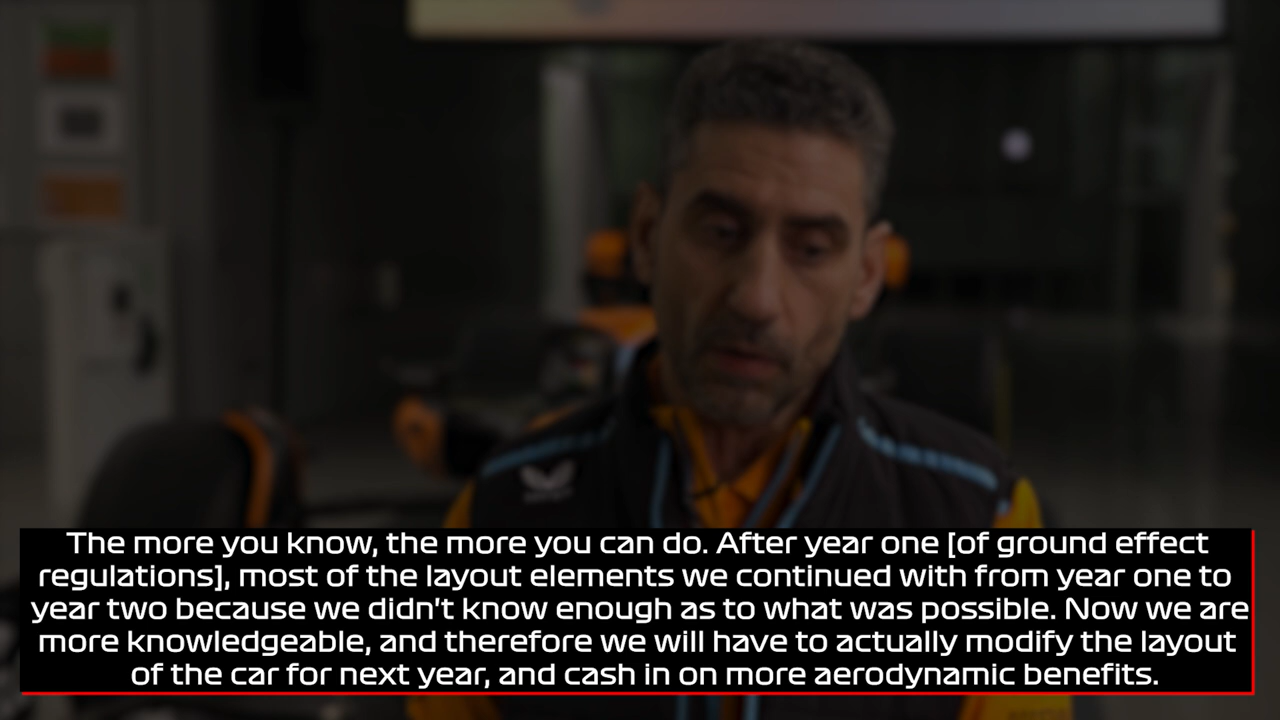 The more you know, the more you can do. After year one [of ground effect
regulations], most of the layout elements we continued with from year one to
year two because we didn't know enough as to what was possible. Now we are
more knowledgeable, and therefore we will have to actually modify the layout
of the car for next year, and cash in on more aerodynamic benefits.